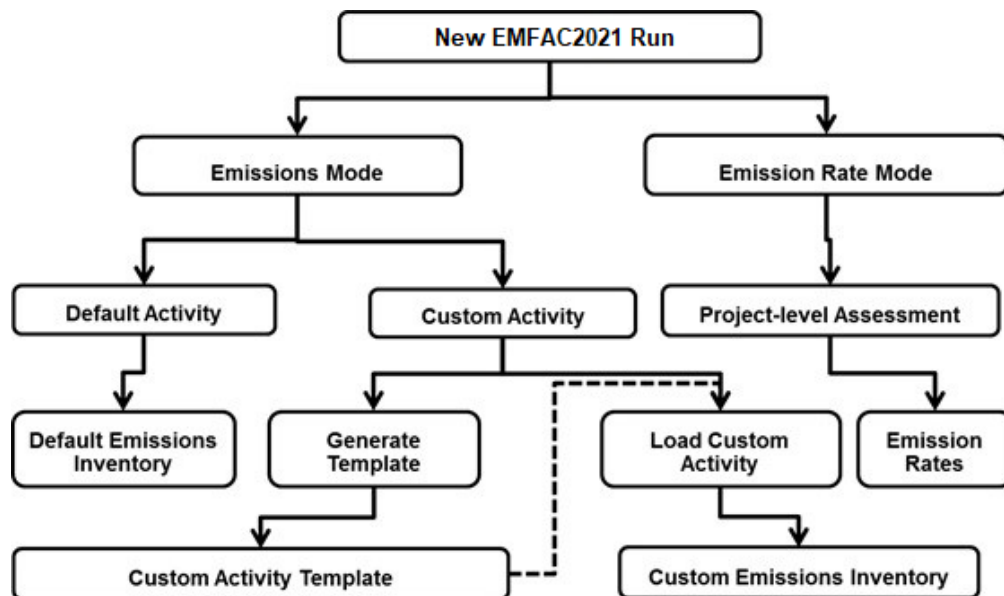 New EMFAC2021 Run
Emissions Mode
Emission Rate Mode
Default Activity
Custom Activity
Project-level Assessment
Default Emissions
Inventory
Generate
Template
Load Custom
Activity
Emission
Rates
Custom Activity Template
Custom Emissions Inventory